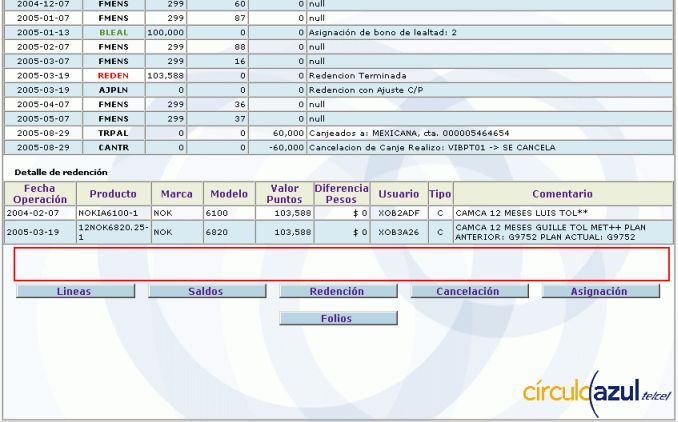 2004-12-07 FMENS 299 60 0 null
2005-01-07 FMENS 299 87 0 null
2005-01-13 BLEAL 100,000 0 0 Asignación de bono de lealtad: 2
2005-02-07 FMENS 299 88 0 null
2005-03-07 FMENS 299 16 0 null
2005-03-19 REDEN 103,588 0 0 Redencion Terminada
2005-03-19 AJPLN 0 0 0 Redencion con Ajuste C/P
2005-04-07 FMENS 299 36 0 null
2005-05-07 FMENS 299 37 0 null
2005-08-29 TRPAL 0 0 60,000 Canjeados a: MEXICANA, cta. 000005464654
2005-08-29 CANTR 0 0 -60,000 Cancelacion de Canje Realizo: VIBPT01 -> SE CANCELA
Detalle de redención
Fecha Operación Producto Marca Modelo Valor Puntos Diferencia Pesos Usuario Tipo Comentario
2004-02-07 NOKIA6100-1 NOK 6100 103,588 $ 0 XOB2ADF C CAMCA 12 MESES LUIS TOL**
2005-03-19 12NOK6820.25-1 NOK 6820 103,588 $ 0 XOB3A26 C CAMCA 12 MESES GUILLE TOL MET++ PLAN
ANTERIOR: G9752 PLAN ACTUAL: G9752
Lineas Saldos Redención Cancelación Asignación
Folios
círculo azul telcel